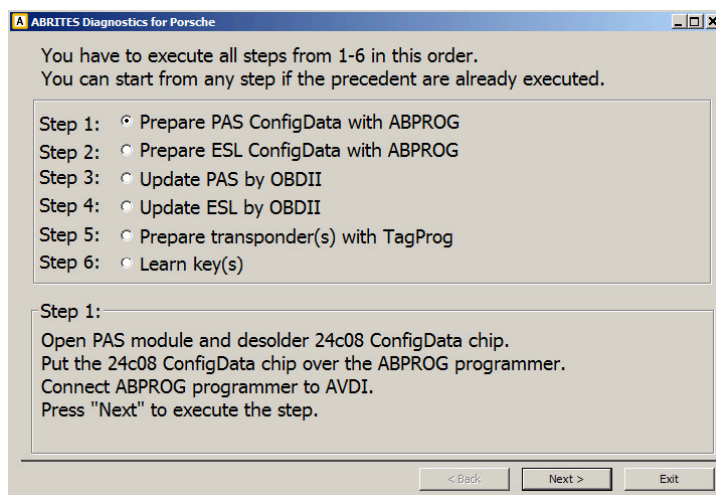 A ABRITES Diagnostics for Porsche
You have to execute all steps from 1-6 in this order.
You can start from any step if the precedent are already executed.
Step 1: Prepare PAS ConfigData with ABPROG
Step 2: Prepare ESL ConfigData with ABPROG
Step 3: Update PAS by OBDII
Step 4: Update ESL by OBDII
Step 5: Prepare transponder(s) with TagProg
Step 6: Learn key(s)
Step 1:
Open PAS module and desolder 24c08 ConfigData chip.
Put the 24c08 ConfigData chip over the ABPROG programmer.
Connect ABPROG programmer to AVDI.
Press "Next" to execute the step.
< Back Next > Exit